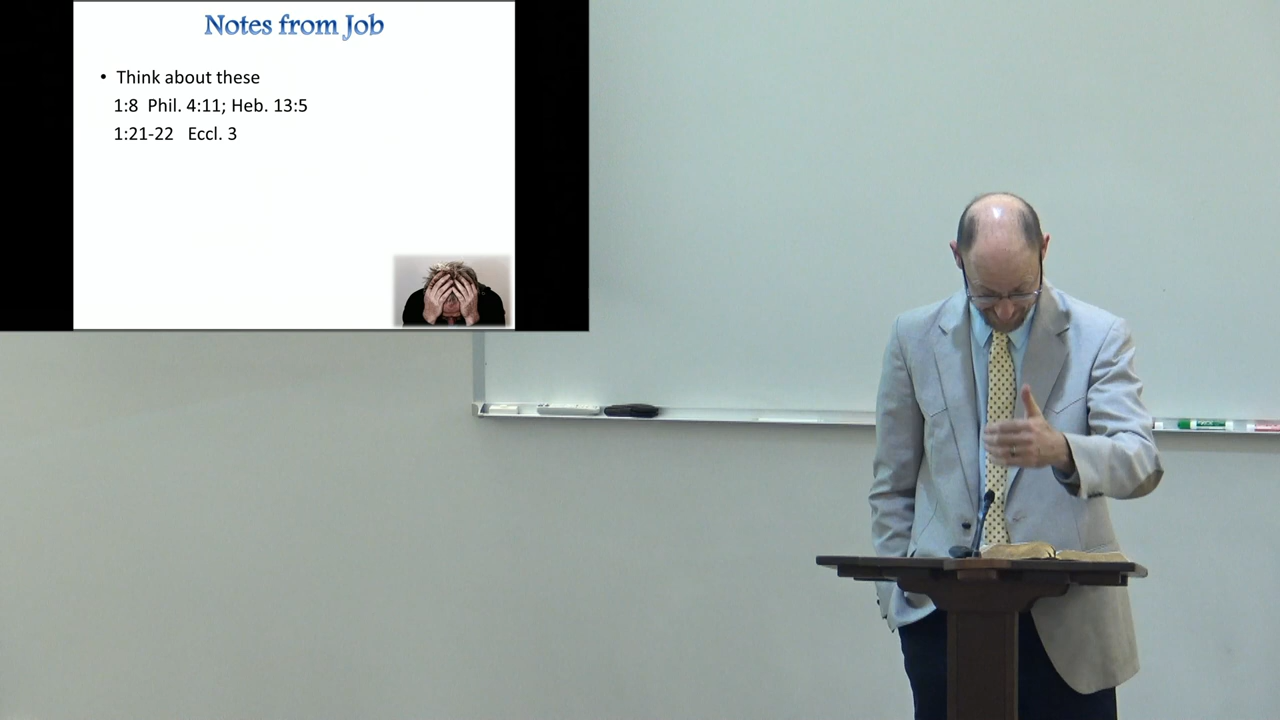 Notes from Job
• Think about these
1:8 Phil. 4:11; Heb. 13:5
1:21-22 Eccl. 3